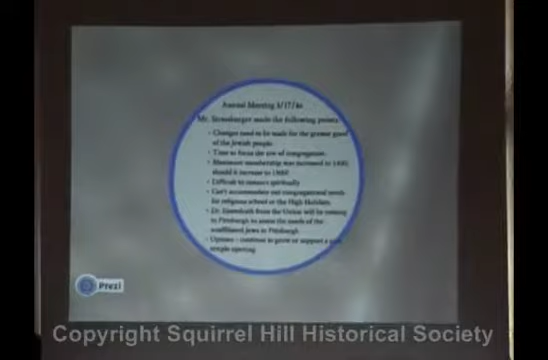 Annual Meeting 3/17/46
Mr. Strassburger made the following points:
- Changes need to be made for the greater good
of the Jewish people.
- Time to focus the size of congregation.
- Maximum membership was increased to 1400,
should it increase to
- Difficult to minister spiritually
- Can't accommodate our congregational needs
for religious school or the High Holidays.
- Dr. Eisendrath from the Union will be coming
to Pittsburgh to assess the needs of the
unaffiliated Jews in Pittsburgh
- Options - continue to grow or support a new
temple opening
Prezi
Copyright Squirrel Hill Historical Society